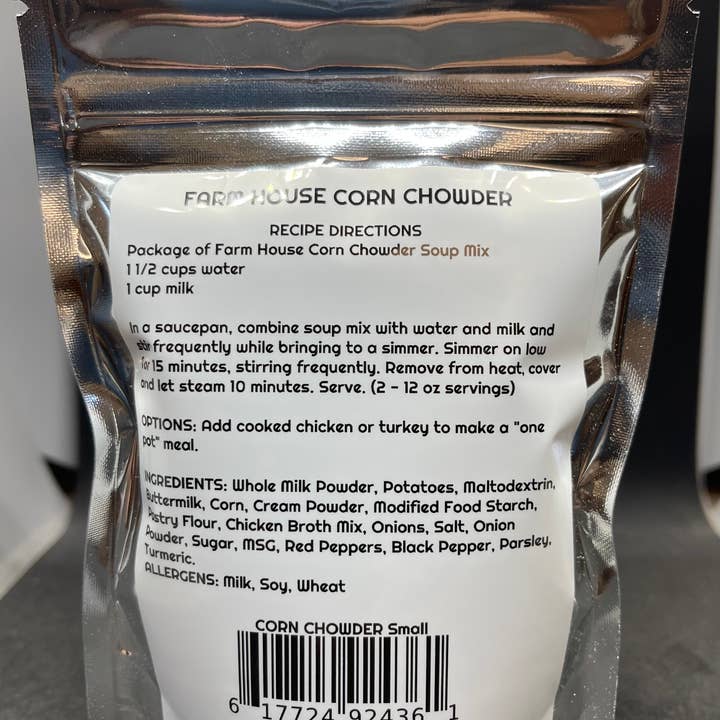 FARM HOUSE CORN CHOWDER
RECIPE DIRECTIONS
Package of Farm House Corn Chowder Soup Mix
1 1/2 cups water
1 cup milk
In a saucepan, combine soup mix with water and milk and
stir frequently while bringing to a simmer. Simmer on low
for 15 minutes, stirring frequently. Remove from heat, cover
and let steam 10 minutes. Serve. (2 - 12 oz servings)
OPTIONS: Add cooked chicken or turkey to make a "one
pot" meal.
INGREDIENTS: Whole Milk Powder, Potatoes, Maltodextrin,
Buttermilk, Corn, Cream Powder, Modified Food Starch,
Pastry Flour, Chicken Broth Mix, Onions, Salt, Onion
Powder, Sugar, MSG, Red Peppers, Black Pepper, Parsley,
Turmeric.
ALLERGENS: Milk, Soy, Wheat
CORN CHOWDER Small
6 17724 92436 1